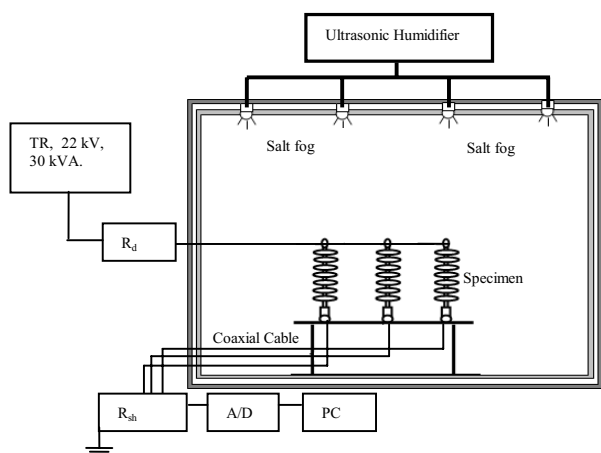 Ultrasonic Humidifier
TR, 22 kV,
30 kVA.
Salt fog
Salt fog
Rd
Specimen
Coaxial Cable
Rsh
A/D
PC